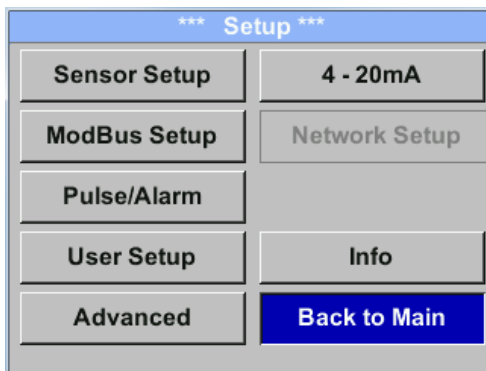 *** Setup ***
Sensor Setup
4 - 20mA
ModBus Setup
Network Setup
Pulse/Alarm
User Setup
Info
Advanced
Back to Main